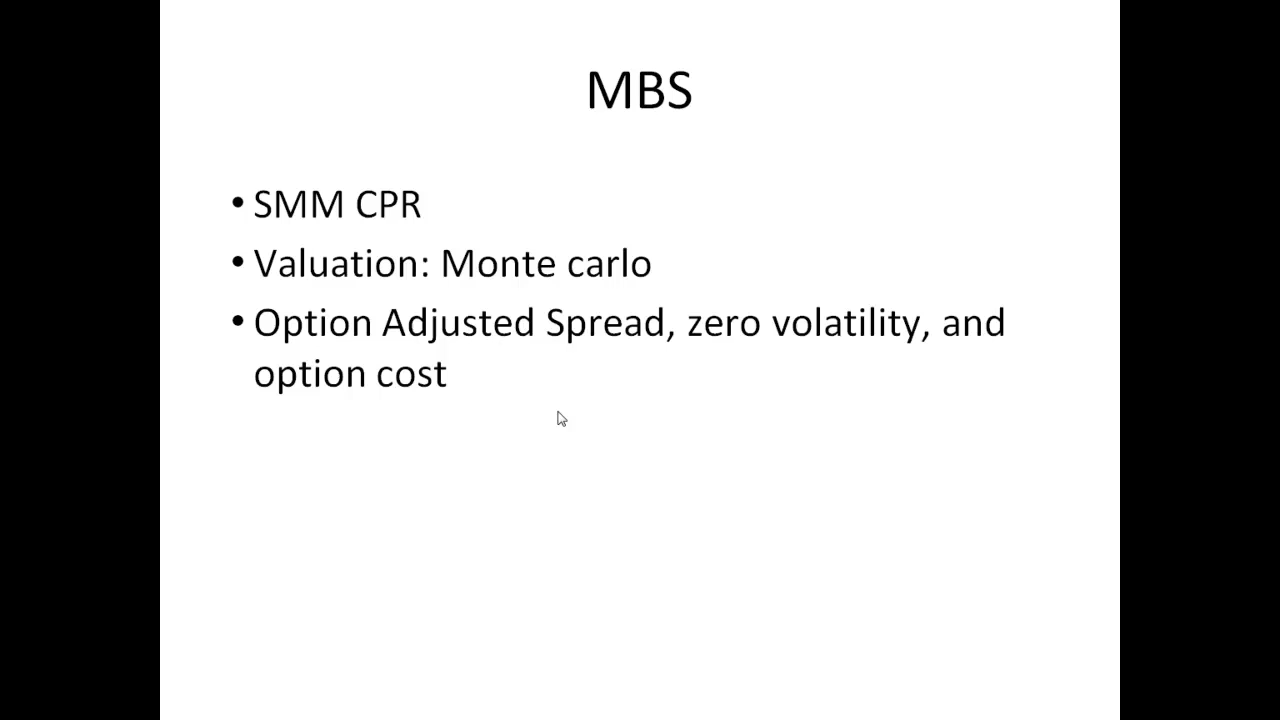 MBS
• SMM CPR
• Valuation: Monte carlo
• Option Adjusted Spread, zero volatility, and
option cost